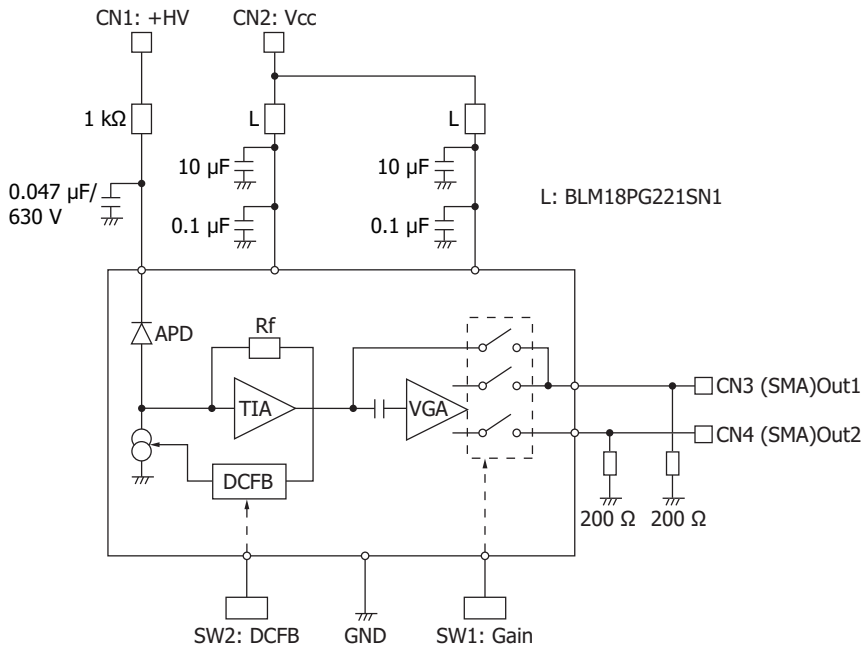 CN1: +HV
CN2: Vcc
1 kΩ
L
L
10 µF
10 µF
0.047 µF/
630 V
0.1 µF
0.1 µF
L: BLM18PG221SN1
APD
Rf
TIA
VGA
CN3 (SMA)Out1
CN4 (SMA)Out2
DCFB
200 Ω
200 Ω
SW2: DCFB
GND
SW1: Gain